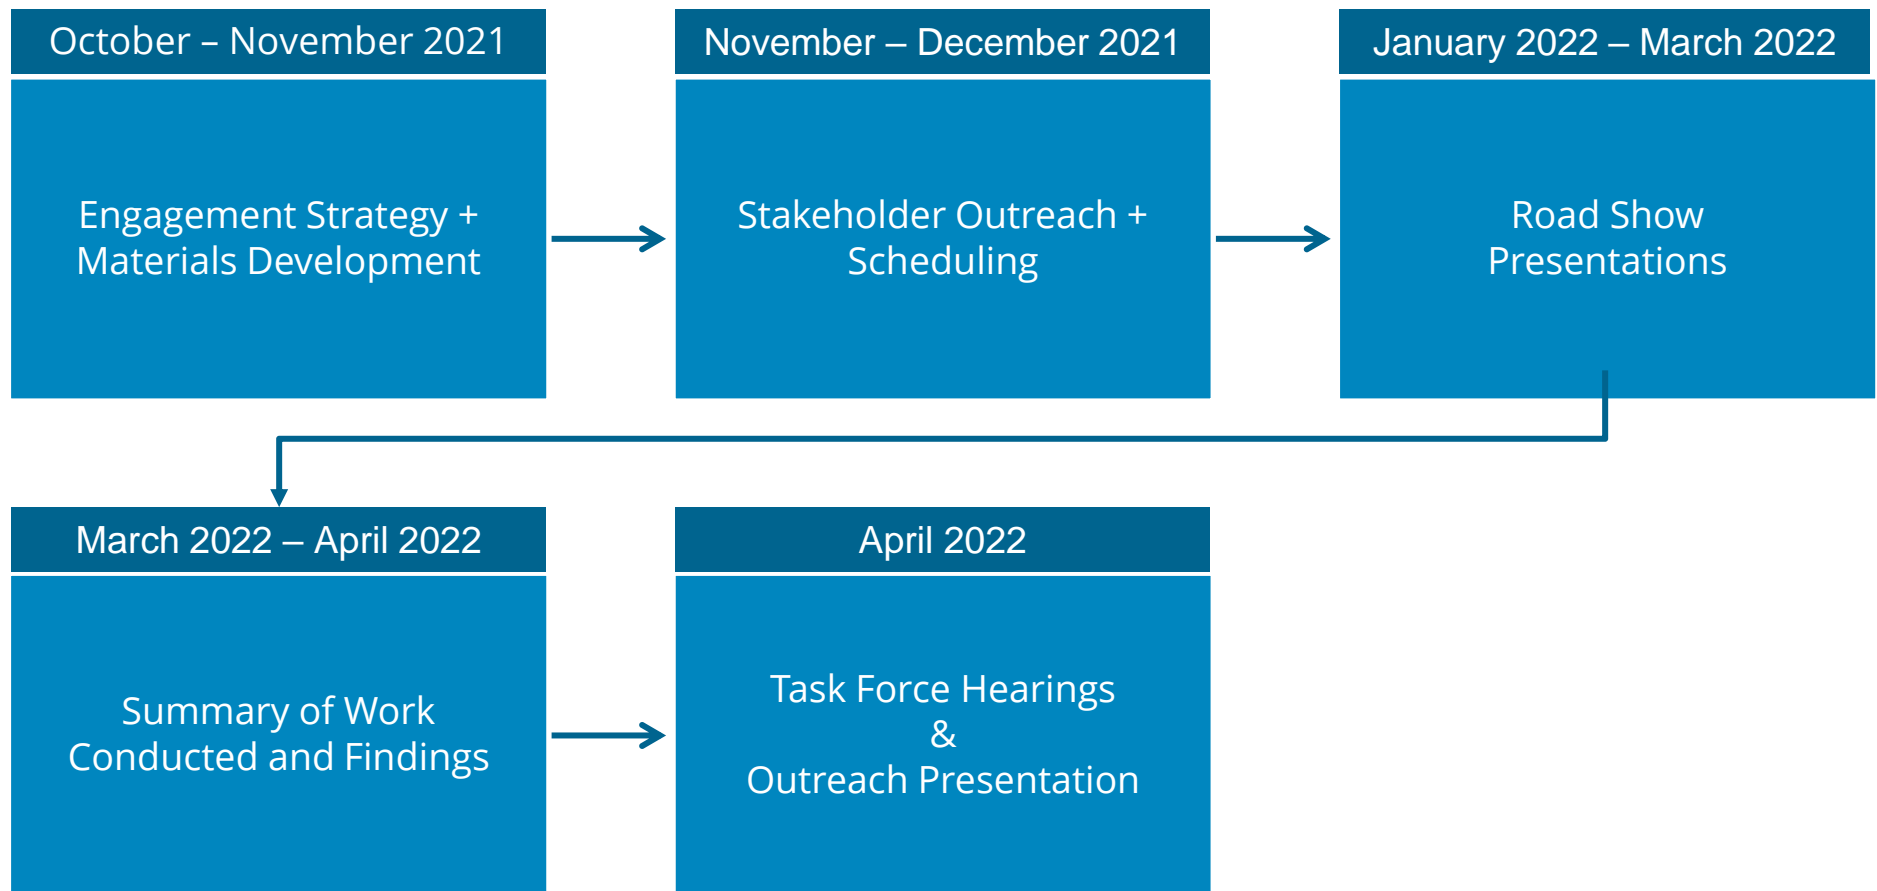 October – November 2021
Engagement Strategy +
Materials Development
November – December 2021
Stakeholder Outreach +
Scheduling
January 2022 – March 2022
Road Show
Presentations
March 2022 – April 2022
Summary of Work
Conducted and Findings
April 2022
Task Force Hearings
&
Outreach Presentation